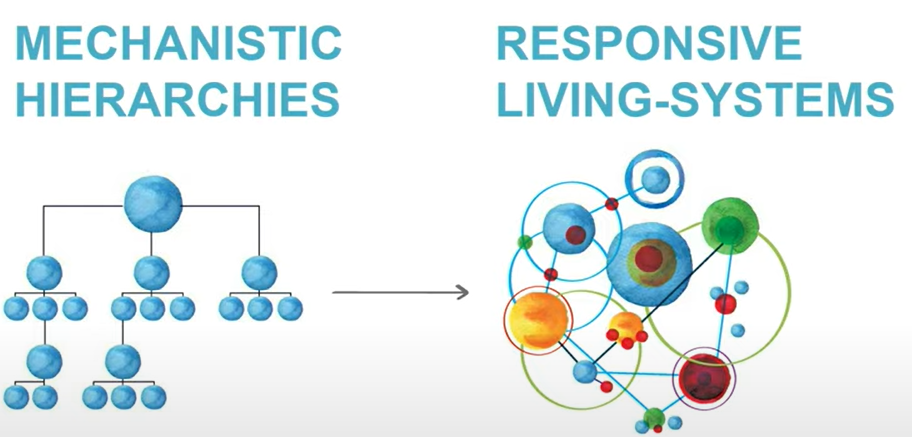 MECHANISTIC
HIERARCHIES
RESPONSIVE
LIVING-SYSTEMS